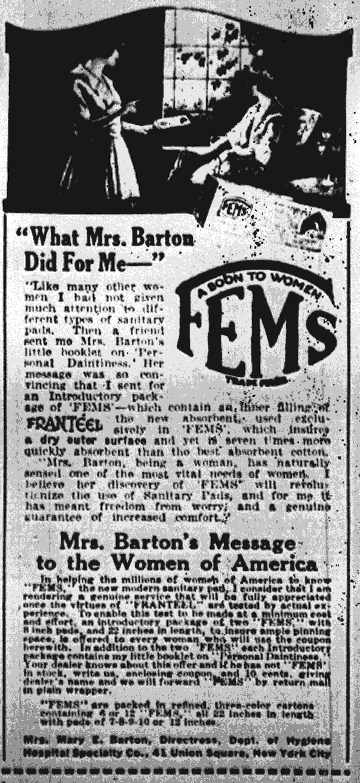 FEMS
"What Mrs. Barton
Did For Me—"
A BOON TO WOMEN
FEMS
TRADE MARK
"Like many other wo-
men I had not given
much attention to dif-
ferent types of sanitary
pads. Then a friend
sent me Mrs. Barton's
little booklet on 'Per-
sonal Daintiness.' Her
message was so con-
vincing that I sent for
an Introductory pack-
age of 'FEMS'—which contain an inner filling of
FRANTEEL the new absorbent, used exclu-
sively in 'FEMS', which insures
a dry outer surface and yet is seven times more
quickly absorbent than the best absorbent cotton.
"Mrs. Barton, being a woman, has naturally
sensed one of the most vital needs of women. I
believe her discovery of 'FEMS' will revolu-
tionize the use of Sanitary Pads, and for me it
has meant freedom from worry; and a genuine
guarantee of increased comfort."
Mrs. Barton's Message
to the Women of America
In helping the millions of women of America to know
"FEMS," the new modern sanitary pad, I consider that I am
rendering a genuine service that will be fully appreciated
once the virtues of "FRANTEEL" are tested by actual ex-
perience. To enable this test to be made at a minimum cost
and effort, an introductory package of two "FEMS," with
8 inch pads, and 22 inches in length, to insure ample pinning
space, is offered to every woman who will use the coupon
herewith. In addition to the two "FEMS" each Introductory
package contains my little booklet on "Personal Daintiness."
Your dealer knows about this offer and if he has not "FEMS"
in stock, write us, enclosing coupon, and 10 cents, giving
dealer's name and we will forward "FEMS" by return mail
in plain wrapper.
"FEMS" are packed in refined, three-color cartons
containing 6 or 12 "FEMS," all 22 inches in length
with pads of 7-8-9-10 or 12 inches.
Mrs. Mary E. Barton, Directress, Dept. of Hygiene
Hospital Specialty Co., 41 Union Square, New York City